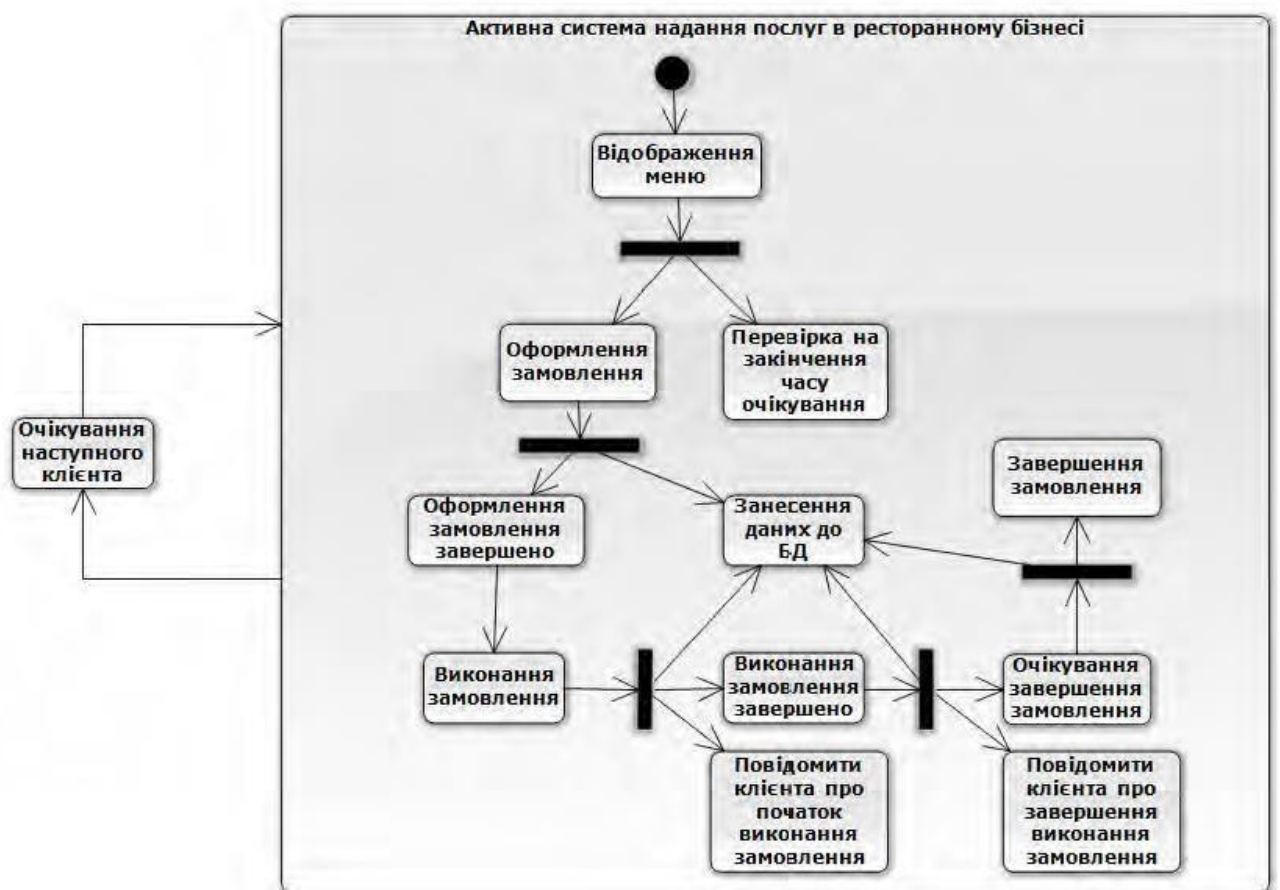 Активна система надання послуг в ресторанному бізнесі
Відображення
меню
Оформлення
замовлення
Перевірка на
закінчення
часу
очікування
Очікування
наступного
клієнта
Завершення
замовлення
Оформлення
замовлення
завершено
Занесення
даних до
БД
Виконання
замовлення
Виконання
замовлення
завершено
Очікування
завершення
замовлення
Повідомити
клієнта про
початок
виконання
замовлення
Повідомити
клієнта про
завершення
виконання
замовлення